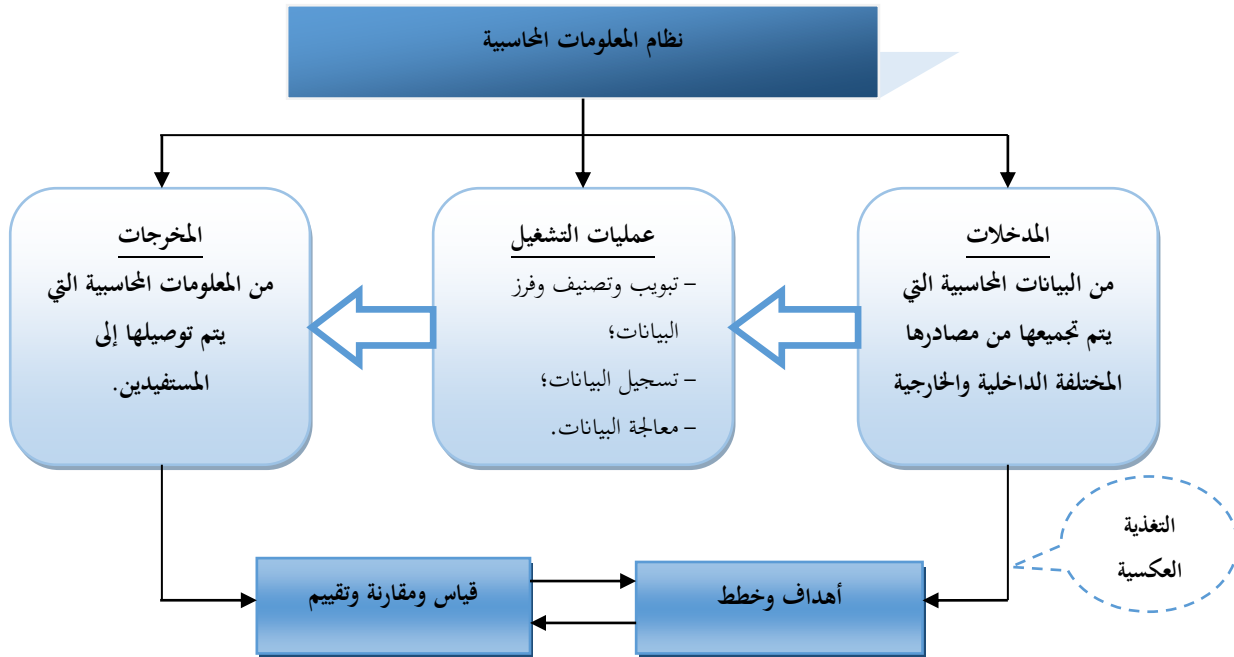 نظام المعلومات المحاسبية
المدخلات
من البيانات المحاسبية التي
يتم تجميعها من مصادرها
المختلفة الداخلية والخارجية
عمليات التشغيل
- تبويب وتصنيف وفرز
البيانات؛
- تسجيل البيانات؛
- معالجة البيانات.
المخرجات
من المعلومات المحاسبية التي
يتم توصيلها إلى
المستفيدين.
التغذية
العكسية
أهداف وخطط
قياس ومقارنة وتقييم